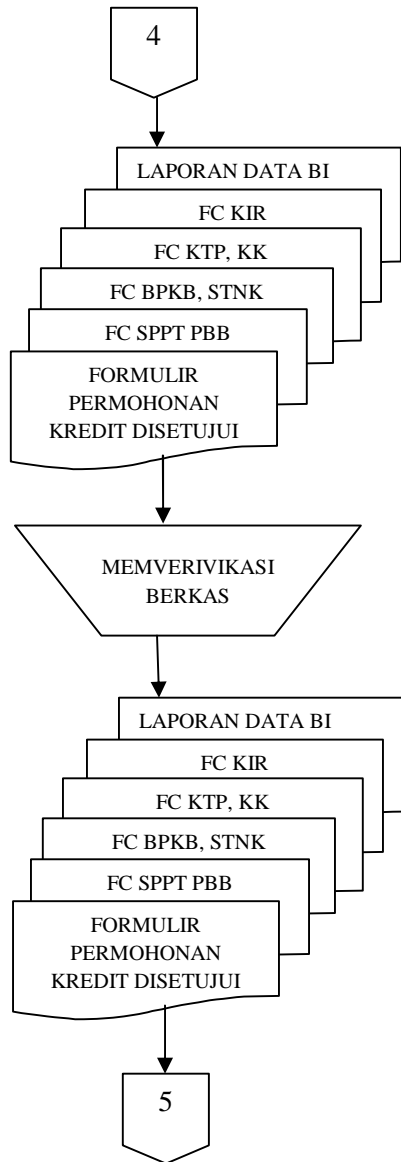 4
LAPORAN DATA BI
FC KIR
FC KTP, KK
FC BPKB, STNK
FC SPPT PBB
FORMULIR
PERMOHONAN
KREDIT DISETUJUI
MEMVERIVIKASI
BERKAS
LAPORAN DATA BI
FC KIR
FC KTP, KK
FC BPKB, STNK
FC SPPT PBB
FORMULIR
PERMOHONAN
KREDIT DISETUJUI
5